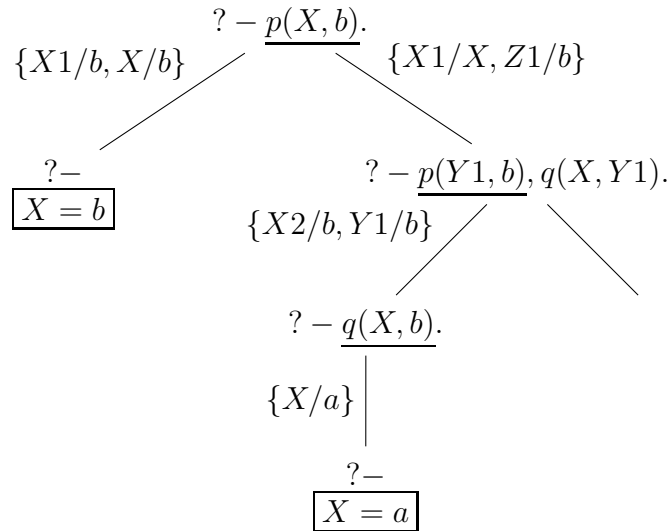 ? − p(X, b).
{X1/b, X/b}
{X1/X, Z1/b}
?−
X = b
? − p(Y1, b), q(X, Y1).
{X2/b, Y1/b}
? − q(X, b).
{X/a}
?−
X = a